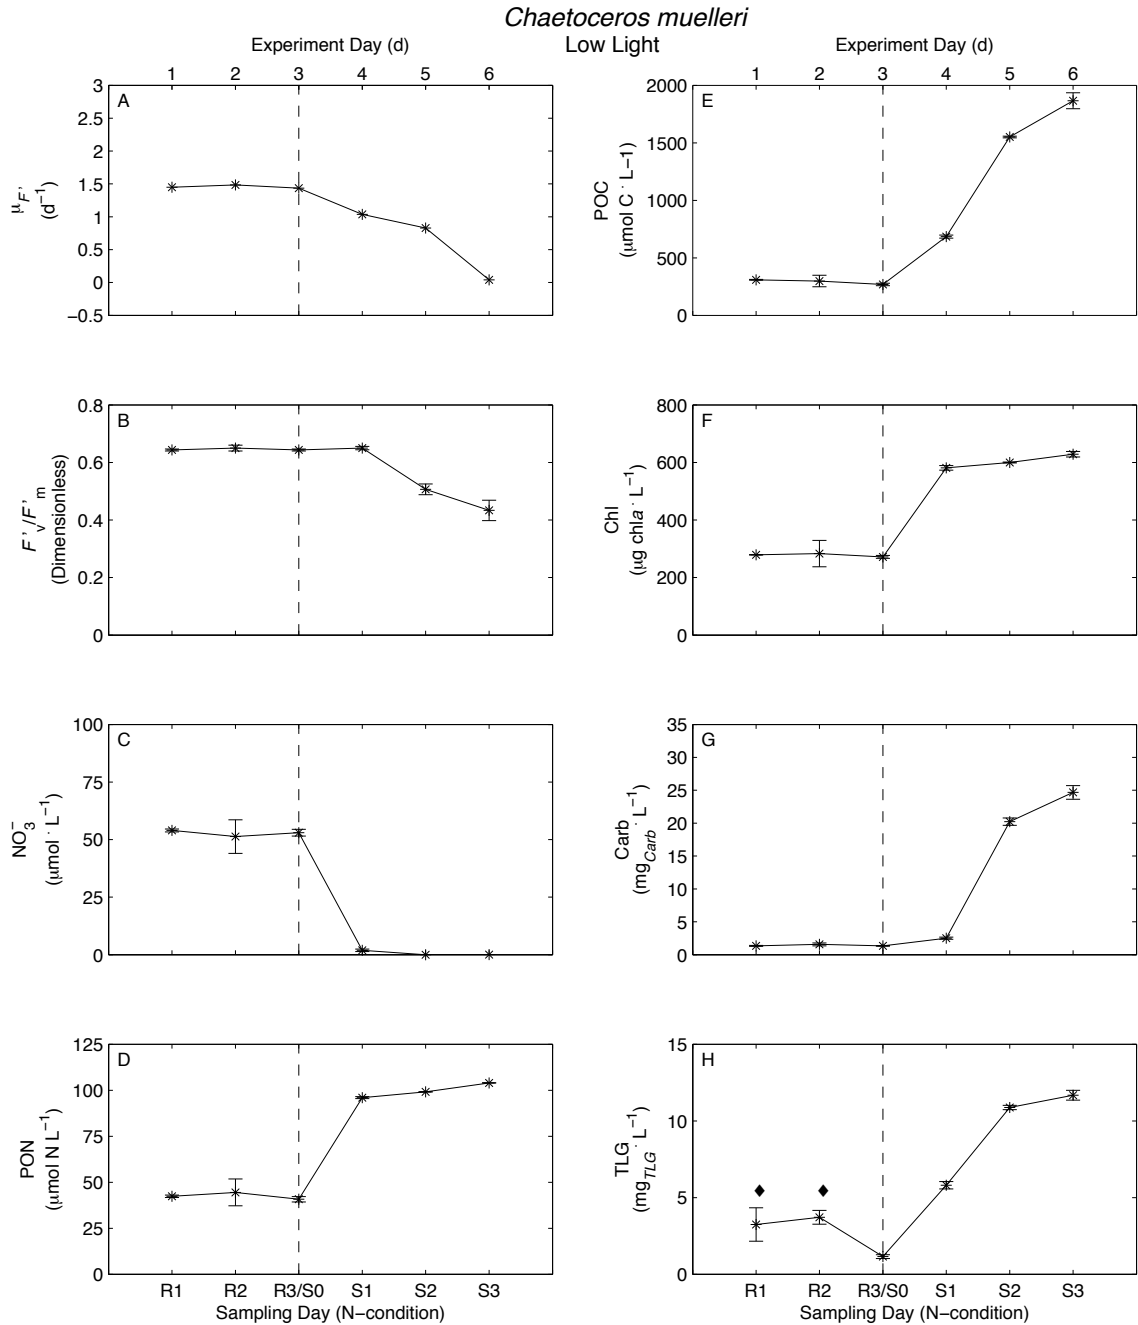 Chaetoceros muelleri
Low Light
Experiment Day (d)
1 2 3 4 5 6
A
3
2.5
2
1.5
1
0.5
0
−0.5
μF'
(d−1)
B
0.8
0.6
0.4
0.2
0
F'v/F'm
(Dimensionless)
C
100
75
50
25
0
NO3−
(μmol · L−1)
D
125
100
75
50
25
0
PON
(μmol N L−1)
R1 R2 R3/S0 S1 S2 S3
Sampling Day (N−condition)
Experiment Day (d)
1 2 3 4 5 6
E
2000
1500
1000
500
0
POC
(μmol C · L−1)
F
800
600
400
200
0
Chl
(μg chla · L−1)
G
35
30
25
20
15
10
5
0
Carb
(mgCarb · L−1)
H
15
10
5
0
TLG
(mgTLG · L−1)
R1 R2 R3/S0 S1 S2 S3
Sampling Day (N−condition)